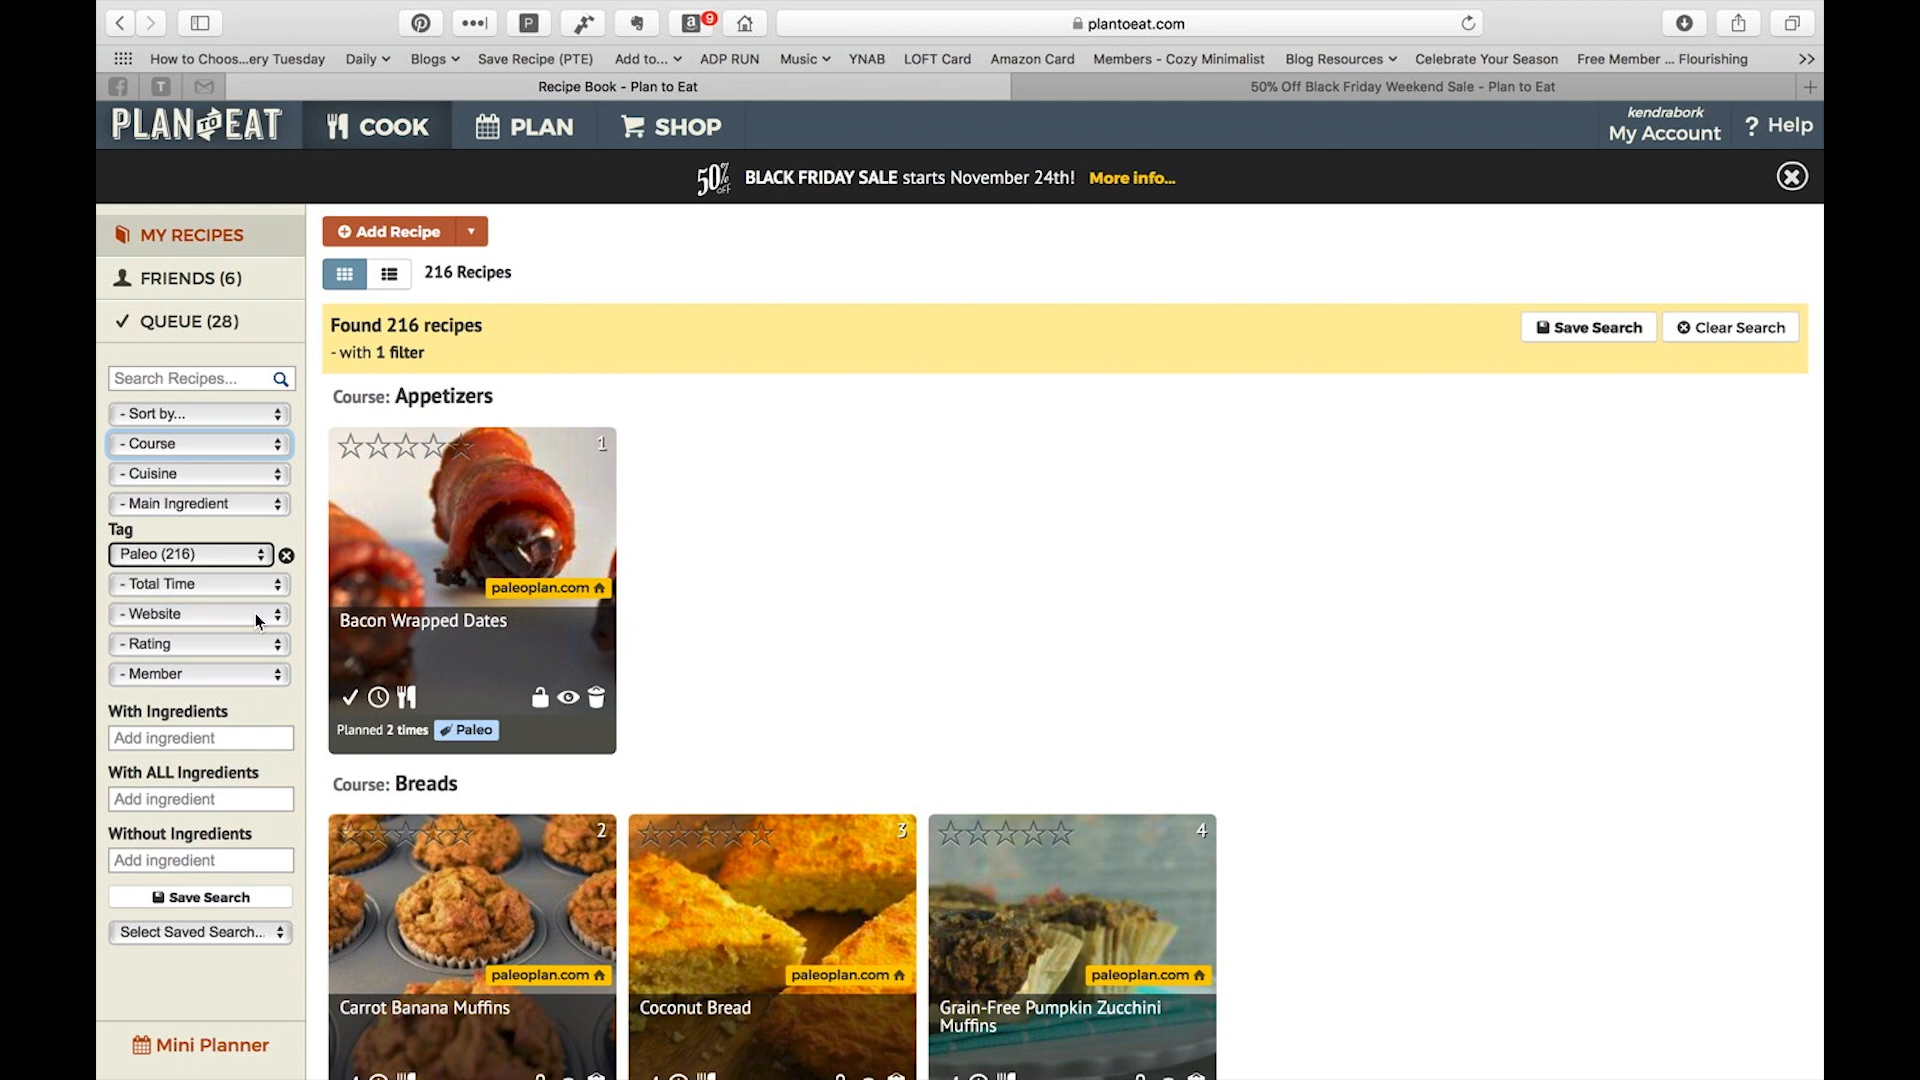 P
a 9
plantoeat.com
How to Choos...ery Tuesday Daily Blogs Save Recipe (PTE) Add to... ADP RUN Music YNAB LOFT Card Amazon Card Members - Cozy Minimalist Blog Resources Celebrate Your Season Free Member ... Flourishing
T Recipe Book - Plan to Eat 50% Off Black Friday Weekend Sale - Plan to Eat
PLAN TO EAT COOK PLAN SHOP
kendrabork
My Account ? Help
50% OFF BLACK FRIDAY SALE starts November 24th! More info...
MY RECIPES
FRIENDS (6)
QUEUE (28)
Search Recipes...
- Sort by...
- Course
- Cuisine
- Main Ingredient
Tag
Paleo (216)
- Total Time
- Website
- Rating
- Member
With Ingredients
Add ingredient
With ALL Ingredients
Add ingredient
Without Ingredients
Add ingredient
Save Search
Select Saved Search...
Mini Planner
Add Recipe
216 Recipes
Found 216 recipes
- with 1 filter
Save Search Clear Search
Course: Appetizers
1
paleoplan.com
Bacon Wrapped Dates
Planned 2 times Paleo
Course: Breads
2
paleoplan.com
Carrot Banana Muffins
3
paleoplan.com
Coconut Bread
4
paleoplan.com
Grain-Free Pumpkin Zucchini
Muffins